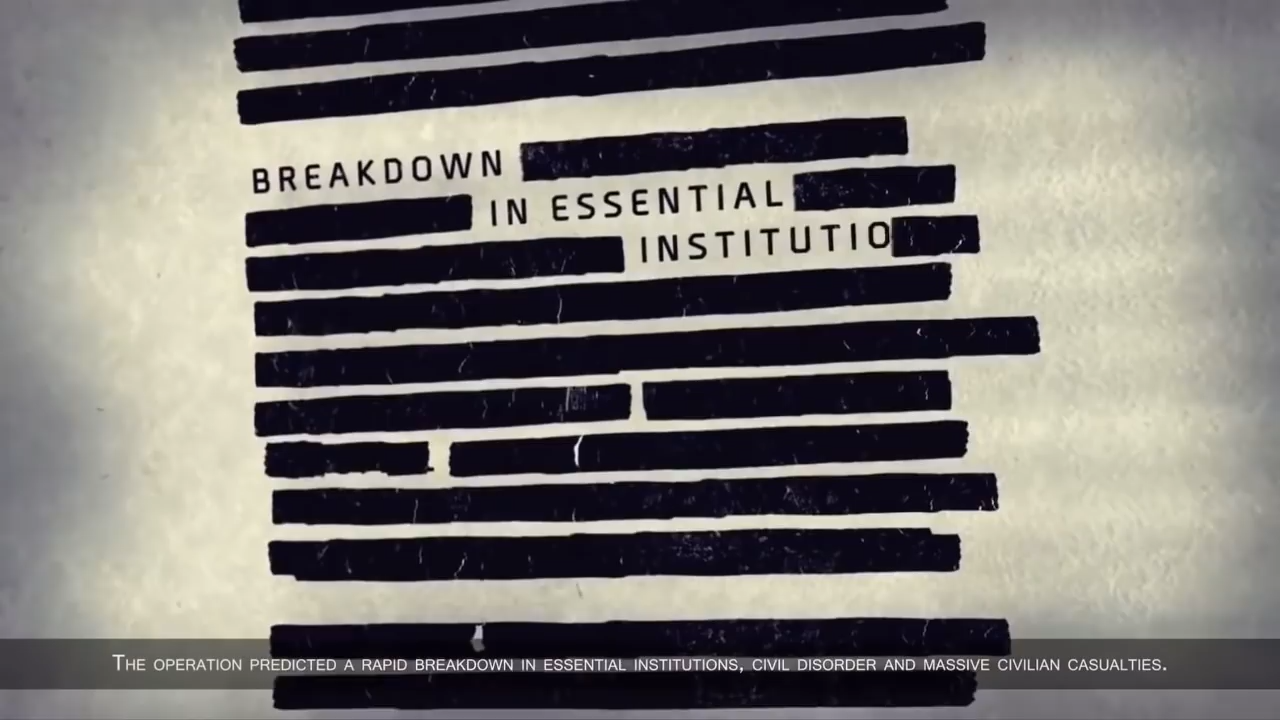 BREAKDOWN
IN ESSENTIAL
INSTITUTIO
The operation predicted a rapid breakdown in essential institutions, civil disorder and massive civilian casualties.